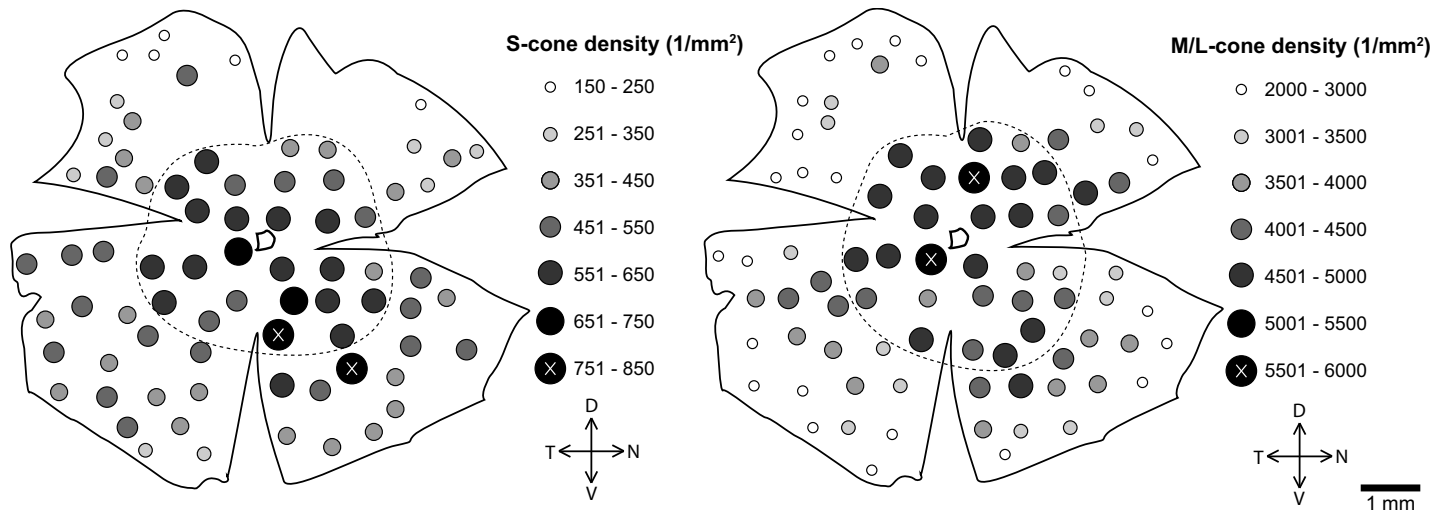 S-cone density (1/mm²)
150 - 250
251 - 350
351 - 450
451 - 550
551 - 650
651 - 750
751 - 850
D
T N
V
M/L-cone density (1/mm²)
2000 - 3000
3001 - 3500
3501 - 4000
4001 - 4500
4501 - 5000
5001 - 5500
5501 - 6000
D
T N
V
1 mm